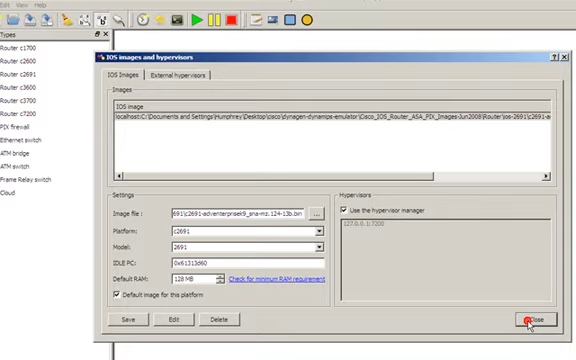 Edit View Help
Types
Router c1700
Router c2600
Router c2691
Router c3600
Router c3700
Router c7200
PIX firewall
Ethernet switch
ATM bridge
ATM switch
Frame Relay switch
Cloud
IOS images and hypervisors
IOS Images
External hypervisors
Images
IOS image
localhost:C:\Documents and Settings\Humphrey\Desktop\cisco\dynagen-dynamips-emulator\Cisco_IOS_Router_ASA_PIX_Images-Jun2008\Router\ios-2691\c2691-a
Settings
Image file :
691\c2691-adventerprisek9_sna-mz.124-13b.bin
...
Platform:
c2691
Model:
2691
IDLE PC:
0x61313d60
Default RAM:
128 MB
Check for minimum RAM requirement
Default image for this platform
Hypervisors
Use the hypervisor manager
127.0.0.1:7200
Save
Edit
Delete
Close